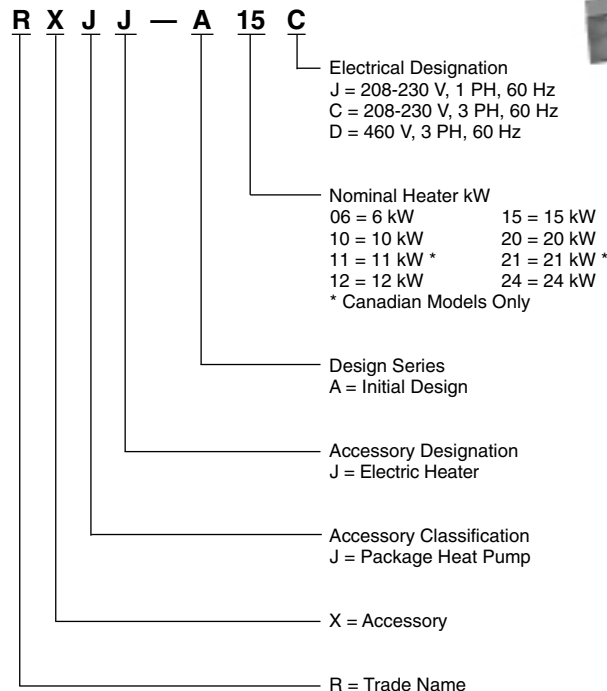 R X J J — A 15 C
Electrical Designation
J = 208-230 V, 1 PH, 60 Hz
C = 208-230 V, 3 PH, 60 Hz
D = 460 V, 3 PH, 60 Hz
Nominal Heater kW
06 = 6 kW 15 = 15 kW
10 = 10 kW 20 = 20 kW
11 = 11 kW * 21 = 21 kW *
12 = 12 kW 24 = 24 kW
* Canadian Models Only
Design Series
A = Initial Design
Accessory Designation
J = Electric Heater
Accessory Classification
J = Package Heat Pump
X = Accessory
R = Trade Name